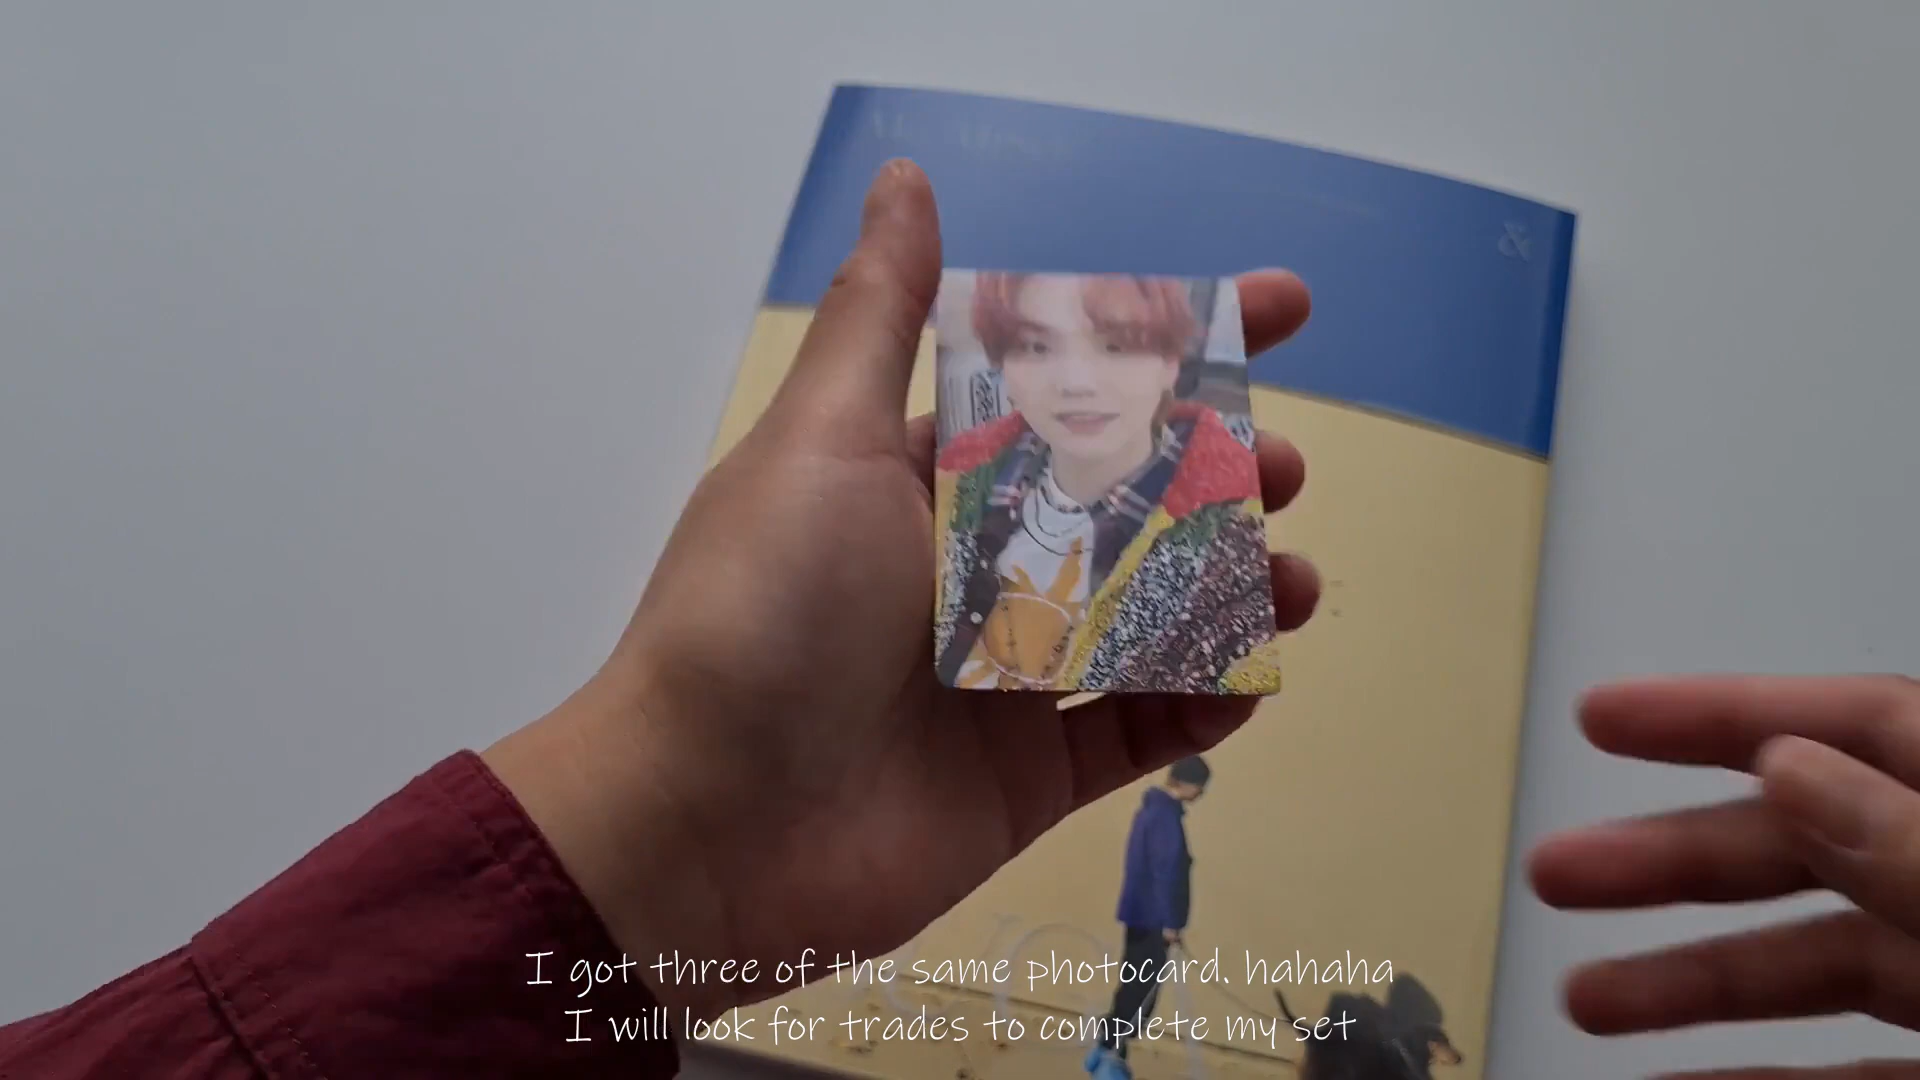 &
I got three of the same photocard. hahaha
I will look for trades to complete my set